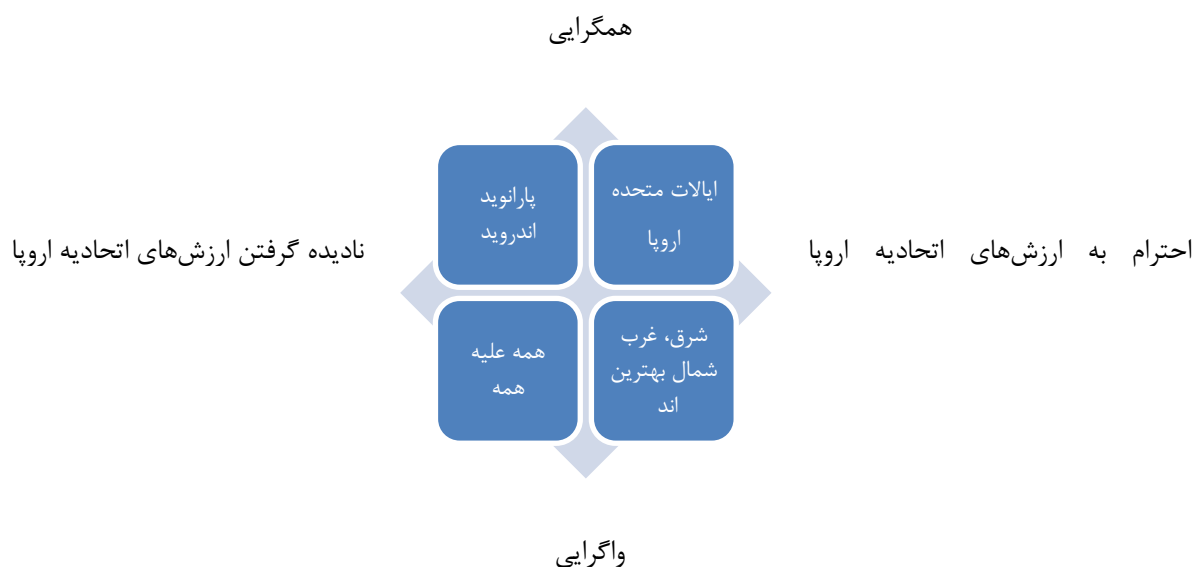 همگرایی
ایالات متحده
اروپا
پارانوید
اندروید
احترام به ارزش‌های اتحادیه اروپا
نادیده گرفتن ارزش‌های اتحادیه اروپا
شرق، غرب
شمال بهترین
اند
همه علیه
همه
واگرایی